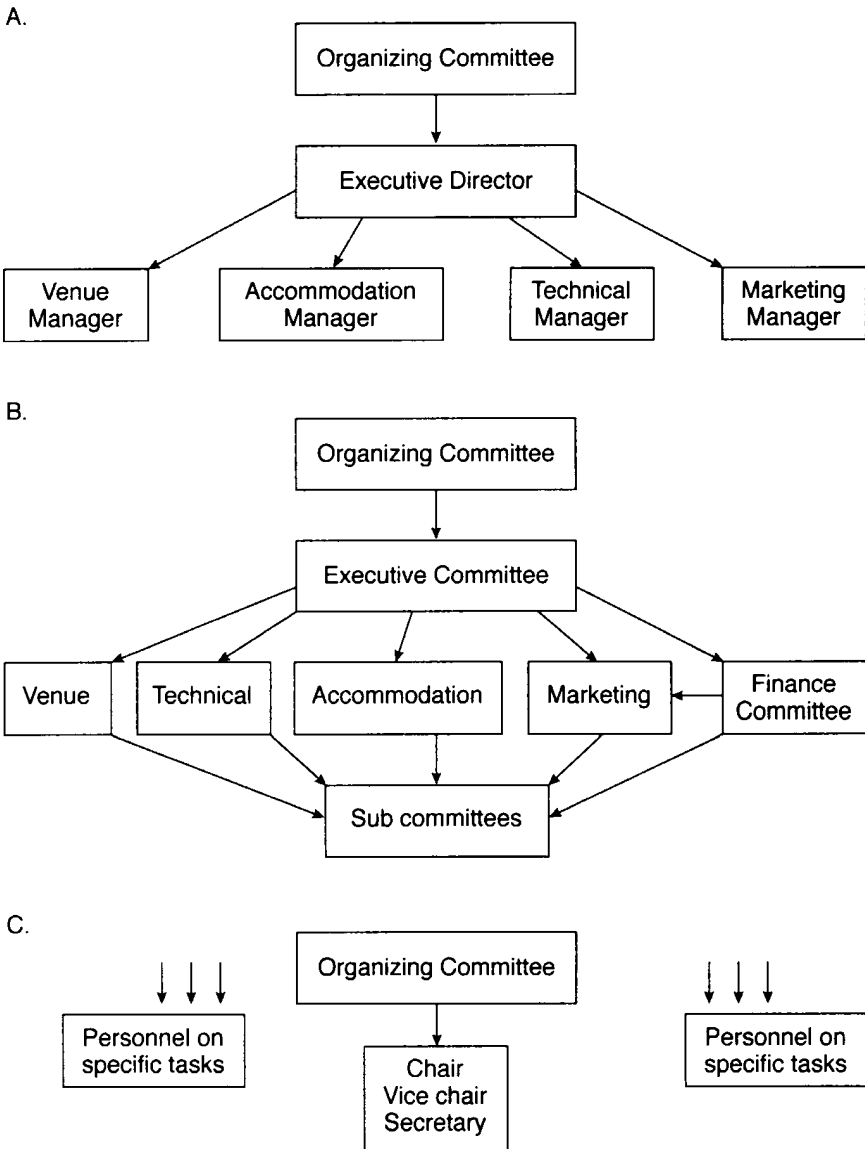 A.
Organizing Committee
Executive Director
Venue
Manager
Accommodation
Manager
Technical
Manager
Marketing
Manager
B.
Organizing Committee
Executive Committee
Venue
Technical
Accommodation
Marketing
Finance
Committee
Sub committees
C.
Organizing Committee
Personnel on
specific tasks
Chair
Vice chair
Secretary
Personnel on
specific tasks